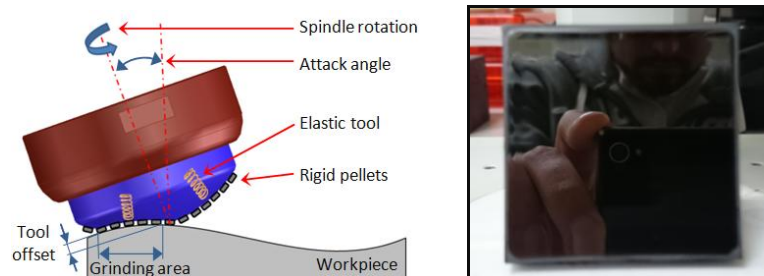 Spindle rotation
Attack angle
Elastic tool
Rigid pellets
Tool
offset
Grinding area
Workpiece